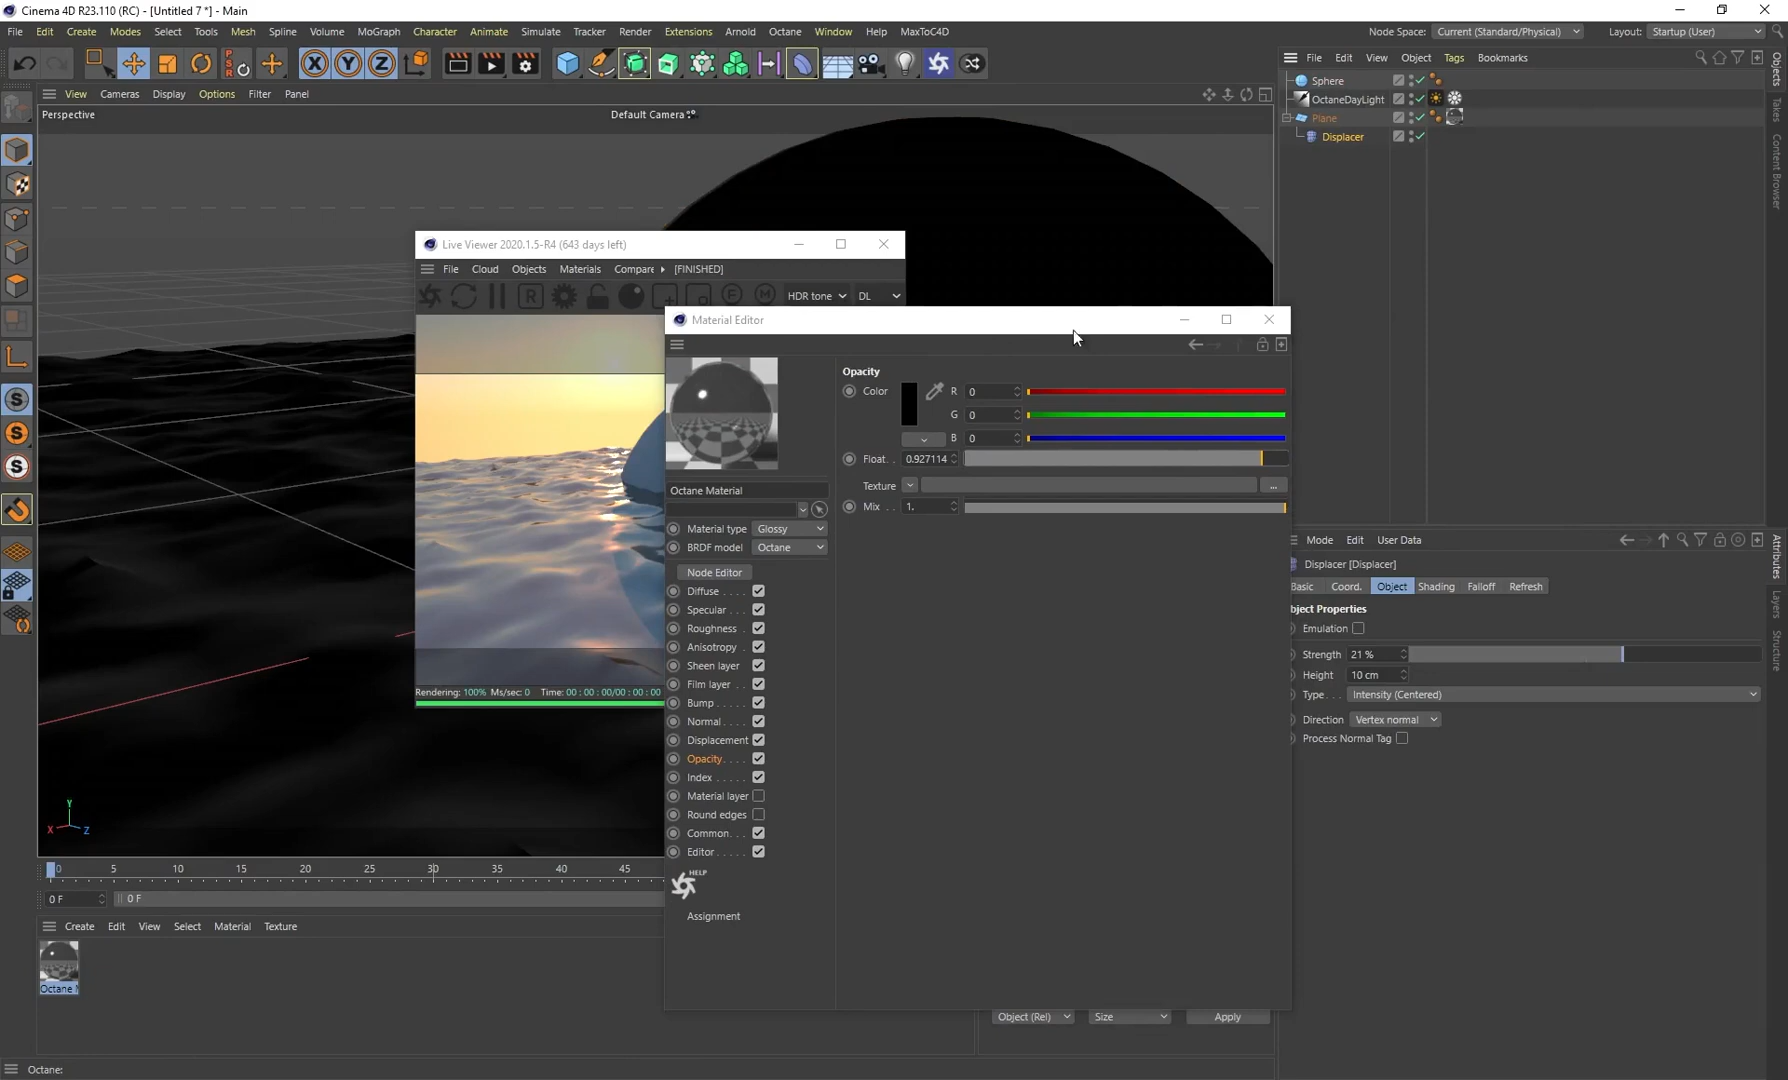 Cinema 4D R23.110 (RC) - [Untitled 7 *] - Main
File Edit Create Modes Select Tools Mesh Spline Volume MoGraph Character Animate Simulate Tracker Render Extensions Arnold Octane Window Help MaxToC4D
Node Space: Current (Standard/Physical) Layout: Startup (User)
X Y Z
File Edit View Object Tags Bookmarks
View Cameras Display Options Filter Panel
Perspective
Default Camera
Sphere
OctaneDayLight
Plane
Displacer
Objects
Takes
Content Browser
Live Viewer 2020.1.5-R4 (643 days left)
File Cloud Objects Materials Compare [FINISHED]
HDR tone DL
Rendering: 100% Ms/sec: 0 Time: 00 : 00 : 00/00 : 00 : 00
Material Editor
Octane Material
Material type Glossy
BRDF model Octane
Node Editor
Diffuse . . . .
Specular . . .
Roughness .
Anisotropy .
Sheen layer
Film layer . .
Bump . . . . .
Normal . . . .
Displacement
Opacity . . . .
Index . . . . .
Material layer
Round edges
Common . . .
Editor . . . . .
HELP
Assignment
Opacity
Color R 0
G 0
B 0
Float . . 0.927114
Texture ...
Mix . . 1.
Mode Edit User Data
Displacer [Displacer]
Basic Coord. Object Shading Falloff Refresh
bject Properties
Emulation
Strength 21 %
Height 10 cm
Type . . . Intensity (Centered)
Direction Vertex normal
Process Normal Tag
Attributes
Layers
Structure
Y
X Z
0 5 10 15 20 25 30 35 40 45
0 F 0 F
Create Edit View Select Material Texture
Octane M
Object (Rel) Size Apply
Octane: